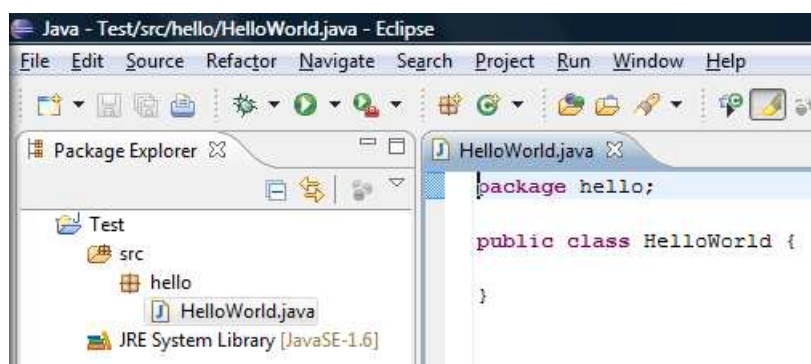 Java - Test/src/hello/HelloWorld.java - Eclipse
File Edit Source Refactor Navigate Search Project Run Window Help
Package Explorer
Test
src
hello
HelloWorld.java
JRE System Library [JavaSE-1.6]
HelloWorld.java
package hello;
public class HelloWorld {
}